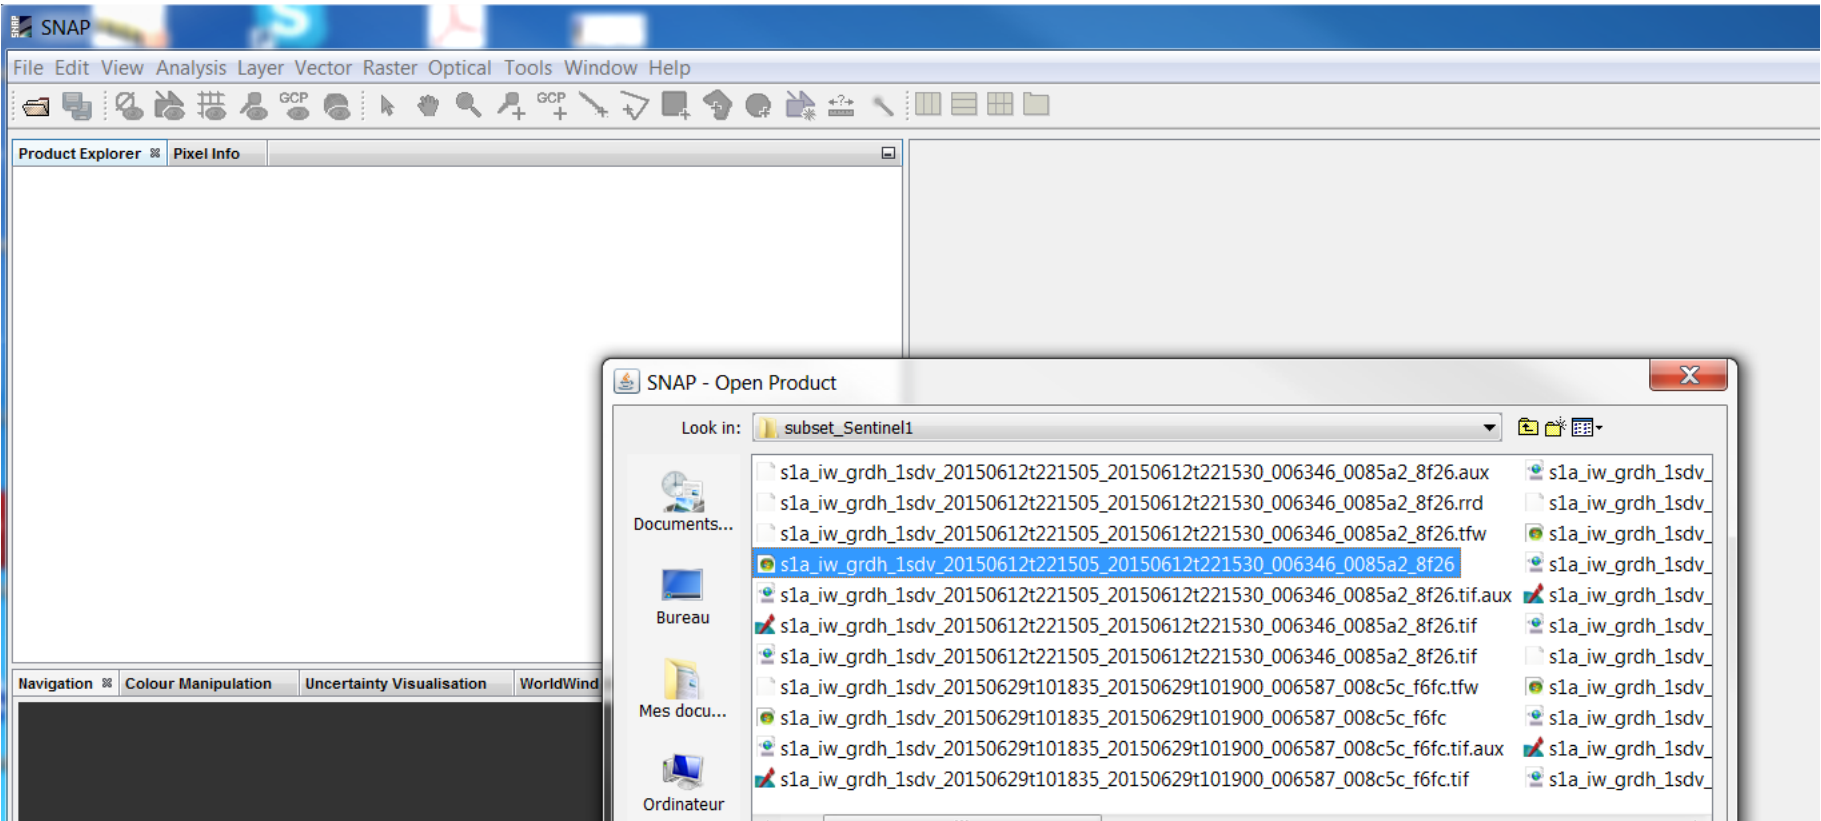 SNAP
File Edit View Analysis Layer Vector Raster Optical Tools Window Help
GCP GCP
Product Explorer Pixel Info
SNAP - Open Product
Look in: subset_Sentinel1
s1a_iw_grdh_1sdv_20150612t221505_20150612t221530_006346_0085a2_8f26.aux s1a_iw_grdh_1sdv_
s1a_iw_grdh_1sdv_20150612t221505_20150612t221530_006346_0085a2_8f26.rrd s1a_iw_grdh_1sdv_
Documents...
s1a_iw_grdh_1sdv_20150612t221505_20150612t221530_006346_0085a2_8f26.tfw s1a_iw_grdh_1sdv_
s1a_iw_grdh_1sdv_20150612t221505_20150612t221530_006346_0085a2_8f26 s1a_iw_grdh_1sdv_
s1a_iw_grdh_1sdv_20150612t221505_20150612t221530_006346_0085a2_8f26.tif.aux s1a_iw_grdh_1sdv_
Bureau
s1a_iw_grdh_1sdv_20150612t221505_20150612t221530_006346_0085a2_8f26.tif s1a_iw_grdh_1sdv_
s1a_iw_grdh_1sdv_20150612t221505_20150612t221530_006346_0085a2_8f26.tif s1a_iw_grdh_1sdv_
Navigation Colour Manipulation Uncertainty Visualisation WorldWind
s1a_iw_grdh_1sdv_20150629t101835_20150629t101900_006587_008c5c_f6fc.tfw s1a_iw_grdh_1sdv_
Mes docu...
s1a_iw_grdh_1sdv_20150629t101835_20150629t101900_006587_008c5c_f6fc s1a_iw_grdh_1sdv_
s1a_iw_grdh_1sdv_20150629t101835_20150629t101900_006587_008c5c_f6fc.tif.aux s1a_iw_grdh_1sdv_
s1a_iw_grdh_1sdv_20150629t101835_20150629t101900_006587_008c5c_f6fc.tif s1a_iw_grdh_1sdv_
Ordinateur